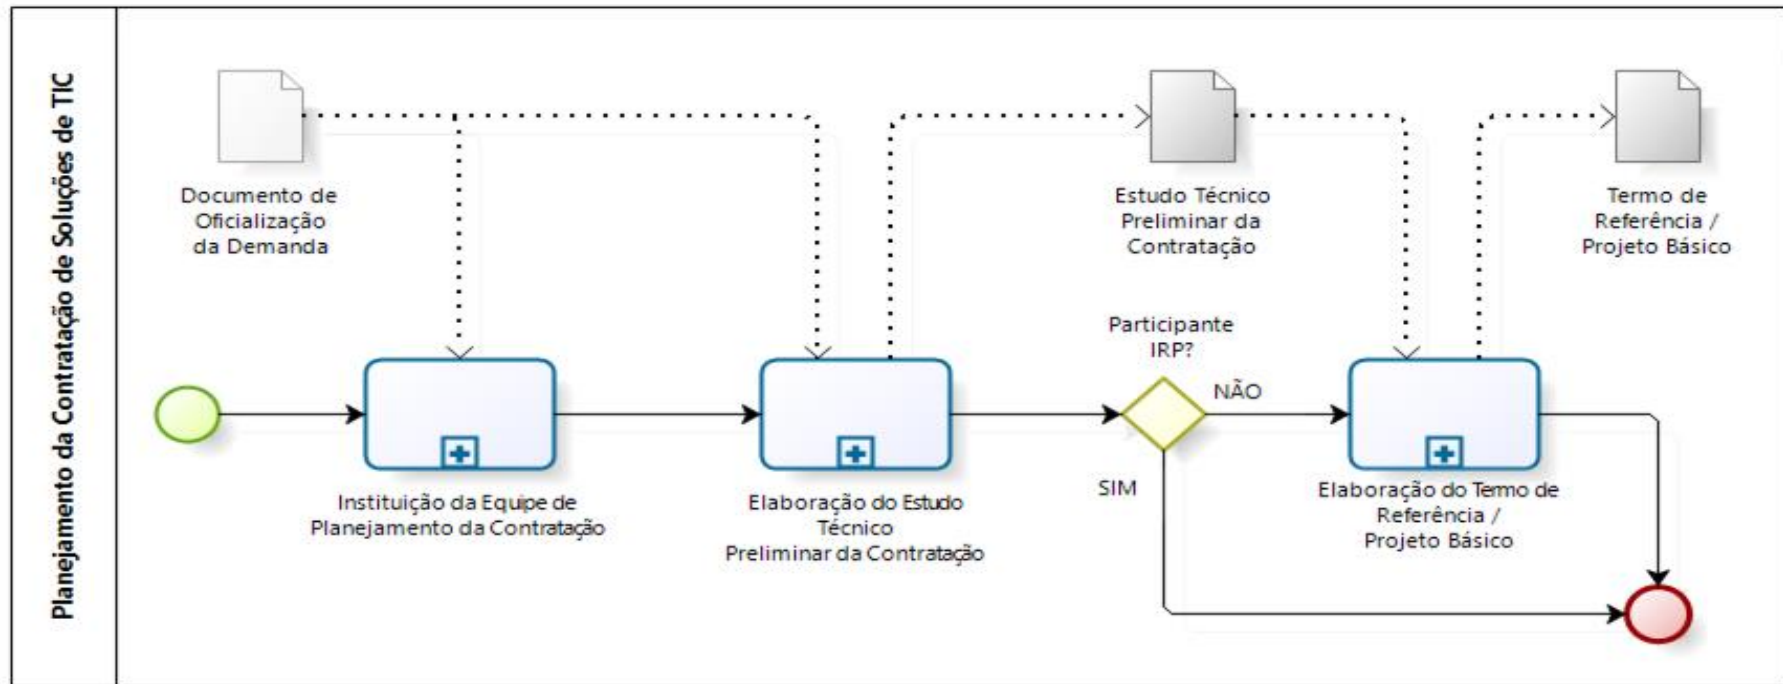 Planejamento da Contratação de Soluções de TIC
Documento de
Oficialização
da Demanda
Estudo Técnico
Preliminar da
Contratação
Termo de
Referência /
Projeto Básico
Participante
IRP?
NÃO
SIM
Instituição da Equipe de
Planejamento da Contratação
Elaboração do Estudo
Técnico
Preliminar da Contratação
Elaboração do Termo de
Referência /
Projeto Básico